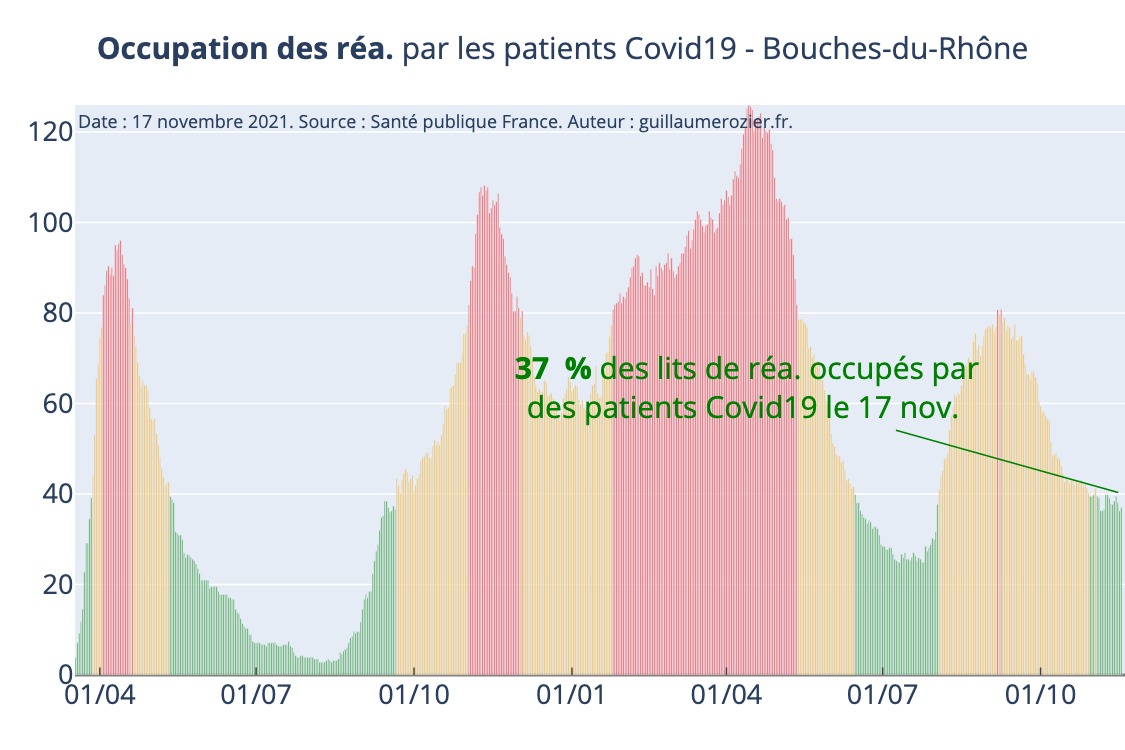 Occupation des réa. par les patients Covid19 - Bouches-du-Rhône
Date : 17 novembre 2021. Source : Santé publique France. Auteur : guillaumerozier.fr.
120
100
80
60
40
20
0
37 % des lits de réa. occupés par
des patients Covid19 le 17 nov.
01/04 01/07 01/10 01/01 01/04 01/07 01/10